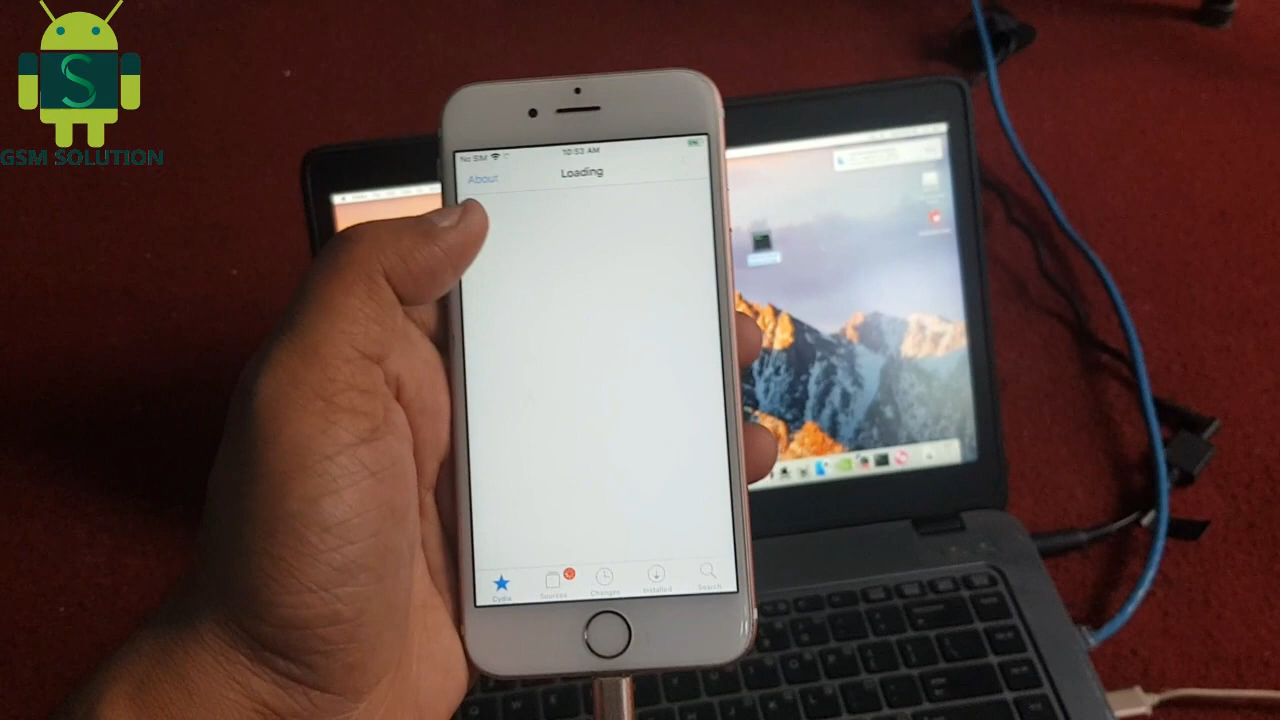 GSM SOLUTION
No SIM
10:53 AM
About
Loading
Cydia
Sources
Changes
Installed
Search